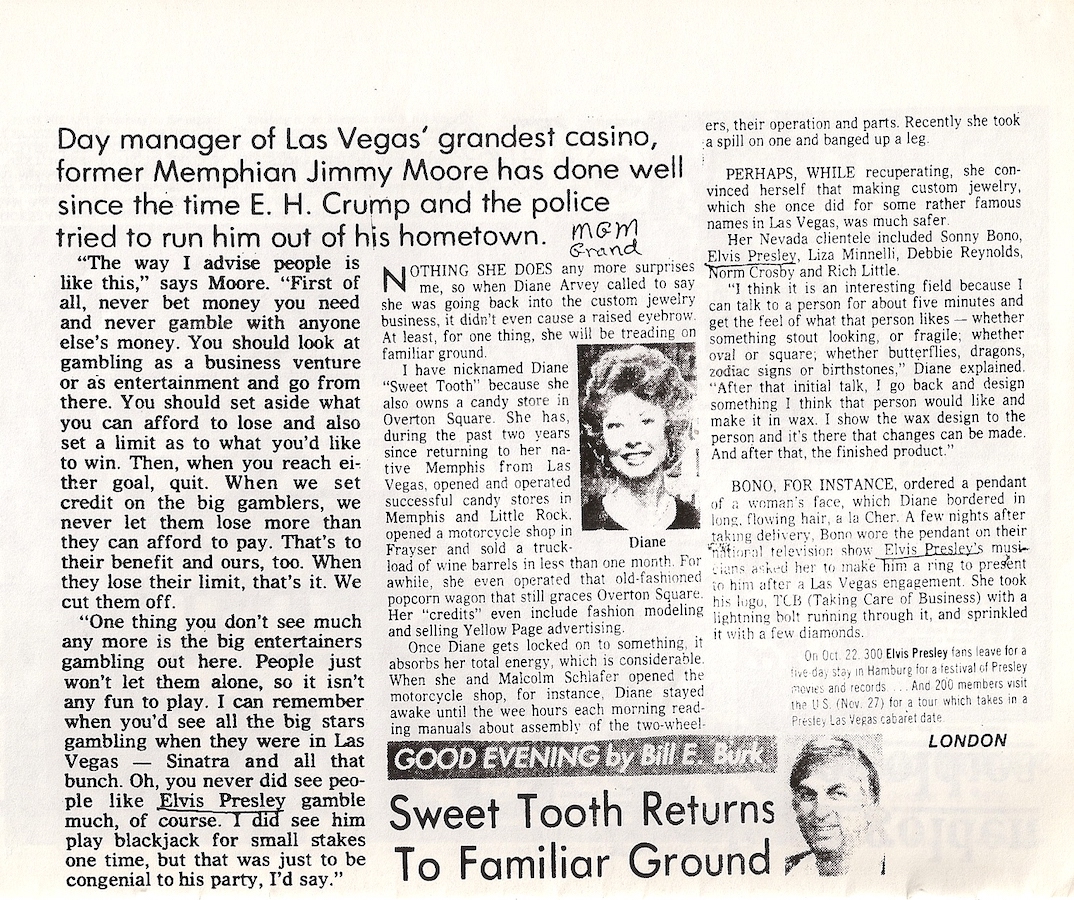 Day manager of Las Vegas' grandest casino,
former Memphian Jimmy Moore has done well
since the time E. H. Crump and the police
tried to run him out of his hometown.
MGM
Grand
"The way I advise people is
like this," says Moore. "First of
all, never bet money you need
and never gamble with anyone
else's money. You should look at
gambling as a business venture
or as entertainment and go from
there. You should set aside what
you can afford to lose and also
set a limit as to what you'd like
to win. Then, when you reach ei-
ther goal, quit. When we set
credit on the big gamblers, we
never let them lose more than
they can afford to pay. That's to
their benefit and ours, too. When
they lose their limit, that's it. We
cut them off.
"One thing you don't see much
any more is the big entertainers
gambling out here. People just
won't let them alone, so it isn't
any fun to play. I can remember
when you'd see all the big stars
gambling when they were in Las
Vegas — Sinatra and all that
bunch. Oh, you never did see peo-
ple like Elvis Presley gamble
much, of course. I did see him
play blackjack for small stakes
one time, but that was just to be
congenial to his party, I'd say."
NOTHING SHE DOES any more surprises
me, so when Diane Arvey called to say
she was going back into the custom jewelry
business, it didn't even cause a raised eyebrow.
At least, for one thing, she will be treading on
familiar ground.
I have nicknamed Diane
"Sweet Tooth" because she
also owns a candy store in
Overton Square. She has,
during the past two years
since returning to her na-
tive Memphis from Las
Vegas, opened and operated
successful candy stores in
Memphis and Little Rock,
opened a motorcycle shop in
Frayser and sold a truck-
load of wine barrels in less than one month. For
awhile, she even operated that old-fashioned
popcorn wagon that still graces Overton Square.
Her "credits" even include fashion modeling
and selling Yellow Page advertising.
Once Diane gets locked on to something, it
absorbs her total energy, which is considerable.
When she and Malcolm Schlafer opened the
motorcycle shop, for instance, Diane stayed
awake until the wee hours each morning read-
ing manuals about assembly of the two-wheel-
Diane
ers, their operation and parts. Recently she took
a spill on one and banged up a leg.
PERHAPS, WHILE recuperating, she con-
vinced herself that making custom jewelry,
which she once did for some rather famous
names in Las Vegas, was much safer.
Her Nevada clientele included Sonny Bono,
Elvis Presley, Liza Minnelli, Debbie Reynolds,
Norm Crosby and Rich Little.
"I think it is an interesting field because I
can talk to a person for about five minutes and
get the feel of what that person likes — whether
something stout looking, or fragile; whether
oval or square; whether butterflies, dragons,
zodiac signs or birthstones," Diane explained.
"After that initial talk, I go back and design
something I think that person would like and
make it in wax. I show the wax design to the
person and it's there that changes can be made.
And after that, the finished product."
BONO, FOR INSTANCE, ordered a pendant
of a woman's face, which Diane bordered in
long, flowing hair, a la Cher. A few nights after
taking delivery, Bono wore the pendant on their
national television show Elvis Presley's musi-
cians asked her to make him a ring to present
to him after a Las Vegas engagement. She took
his logo, TCB (Taking Care of Business) with a
lightning bolt running through it, and sprinkled
it with a few diamonds.
On Oct. 22, 300 Elvis Presley fans leave for a
five-day stay in Hamburg for a festival of Presley
movies and records. . . . And 200 members visit
the U S. (Nov. 27) for a tour which takes in a
Presley Las Vegas cabaret date.
LONDON
GOOD EVENING by Bill E. Burk
Sweet Tooth Returns
To Familiar Ground